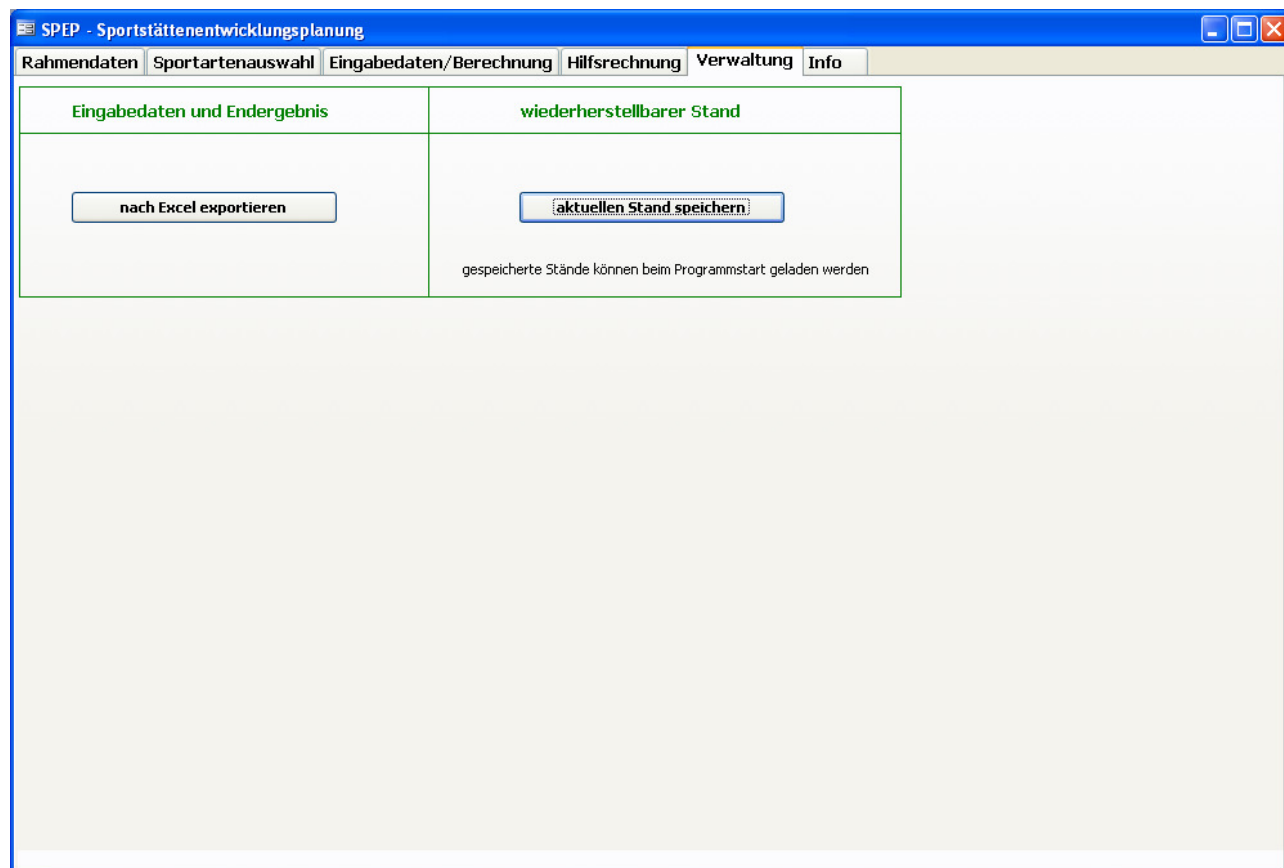 SPEP - Sportstättenentwicklungsplanung
Rahmendaten Sportartenauswahl Eingabedaten/Berechnung Hilfsrechnung Verwaltung Info
Eingabedaten und Endergebnis wiederherstellbarer Stand
nach Excel exportieren aktuellen Stand speichern
gespeicherte Stände können beim Programmstart geladen werden